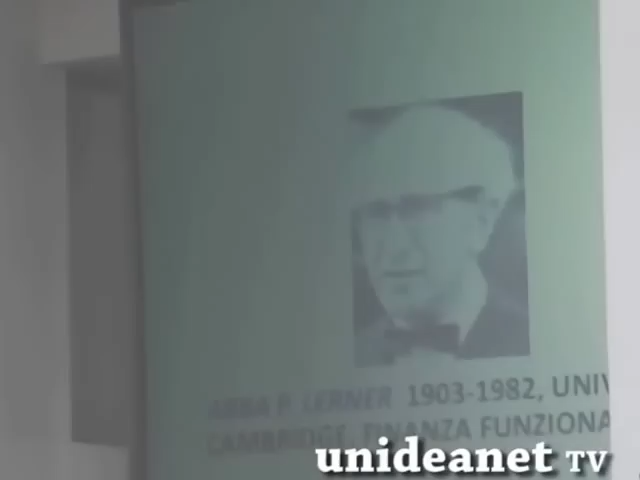 ABBA P. LERNER 1903-1982, UNIV
CAMBRIDGE, FINANZA FUNZIONA
unideanet TV